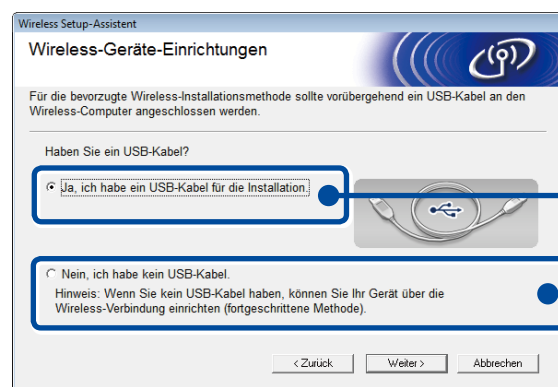 Wireless Setup-Assistent
Wireless-Geräte-Einrichtungen
Für die bevorzugte Wireless-Installationsmethode sollte vorübergehend ein USB-Kabel an den
Wireless-Computer angeschlossen werden.
Haben Sie ein USB-Kabel?
Ja, ich habe ein USB-Kabel für die Installation.
Nein, ich habe kein USB-Kabel.
Hinweis: Wenn Sie kein USB-Kabel haben, können Sie Ihr Gerät über die
Wireless-Verbindung einrichten (fortgeschrittene Methode).
< Zurück Weiter > Abbrechen